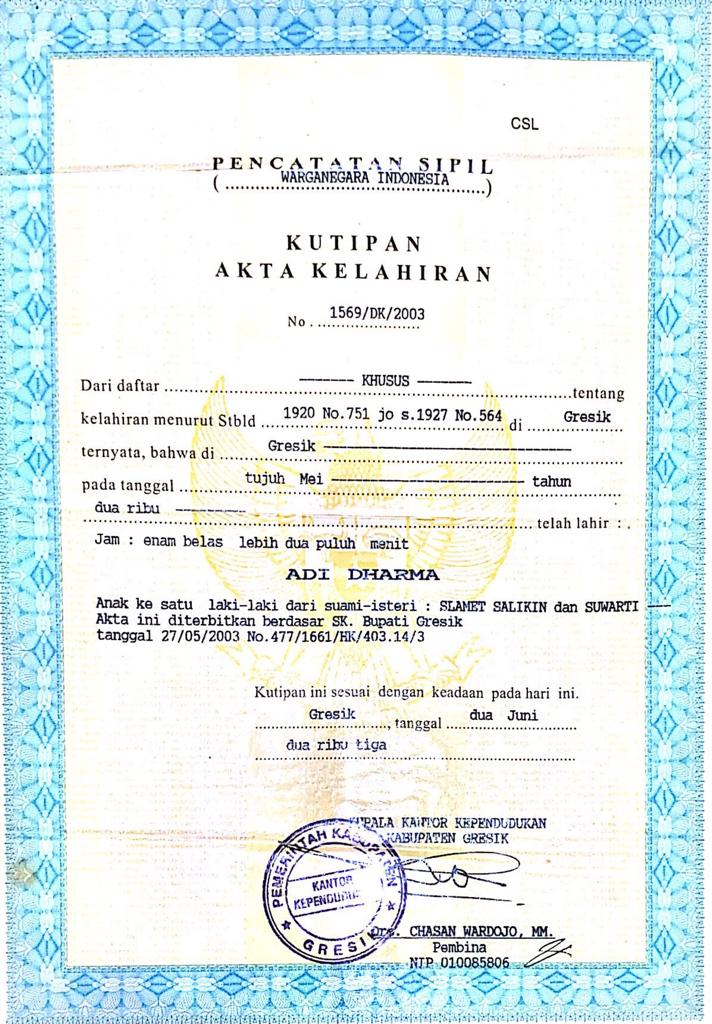 CSL
PENCATATAN SIPIL
( WARGANEGARA INDONESIA )
KUTIPAN
AKTA KELAHIRAN
No . 1569/DK/2003
Dari daftar KHUSUS tentang
kelahiran menurut Stbld 1920 No.751 jo s.1927 No.564 di Gresik
ternyata, bahwa di Gresik
pada tanggal tujuh Mei tahun
dua ribu telah lahir :
Jam : enam belas lebih dua puluh menit
ADI DHARMA
Anak ke satu laki-laki dari suami-isteri : SLAMET SALIKIN dan SUWARTI
Akta ini diterbitkan berdasar SK. Bupati Gresik
tanggal 27/05/2003 No.477/1661/HK/403.14/3
Kutipan ini sesuai dengan keadaan pada hari ini.
Gresik, tanggal dua Juni
dua ribu tiga
KEPALA KANTOR KEPENDUDUKAN
KABUPATEN GRESIK
PEMERINTAH KABUPATEN
KANTOR
GRESIK
Drs. CHASAN WARDOJO, MM.
Pembina
NIP 010085806